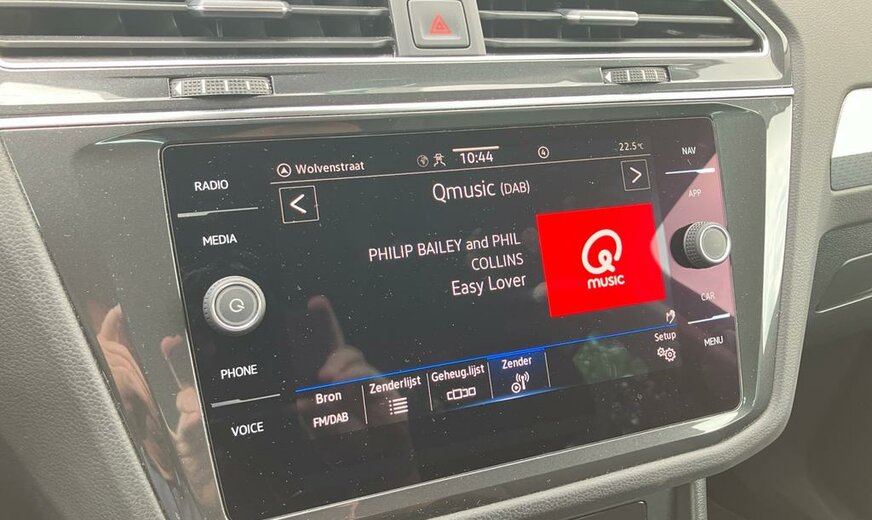 Wolvenstraat
10:44
4
22.5°C
RADIO
MEDIA
PHONE
VOICE
<
Qmusic (DAB)
>
PHILIP BAILEY and PHIL
COLLINS
Easy Lover
Q
music
Bron
FM/DAB
Zenderlijst
Geheug.lijst
Zender
Setup
NAV
APP
CAR
MENU